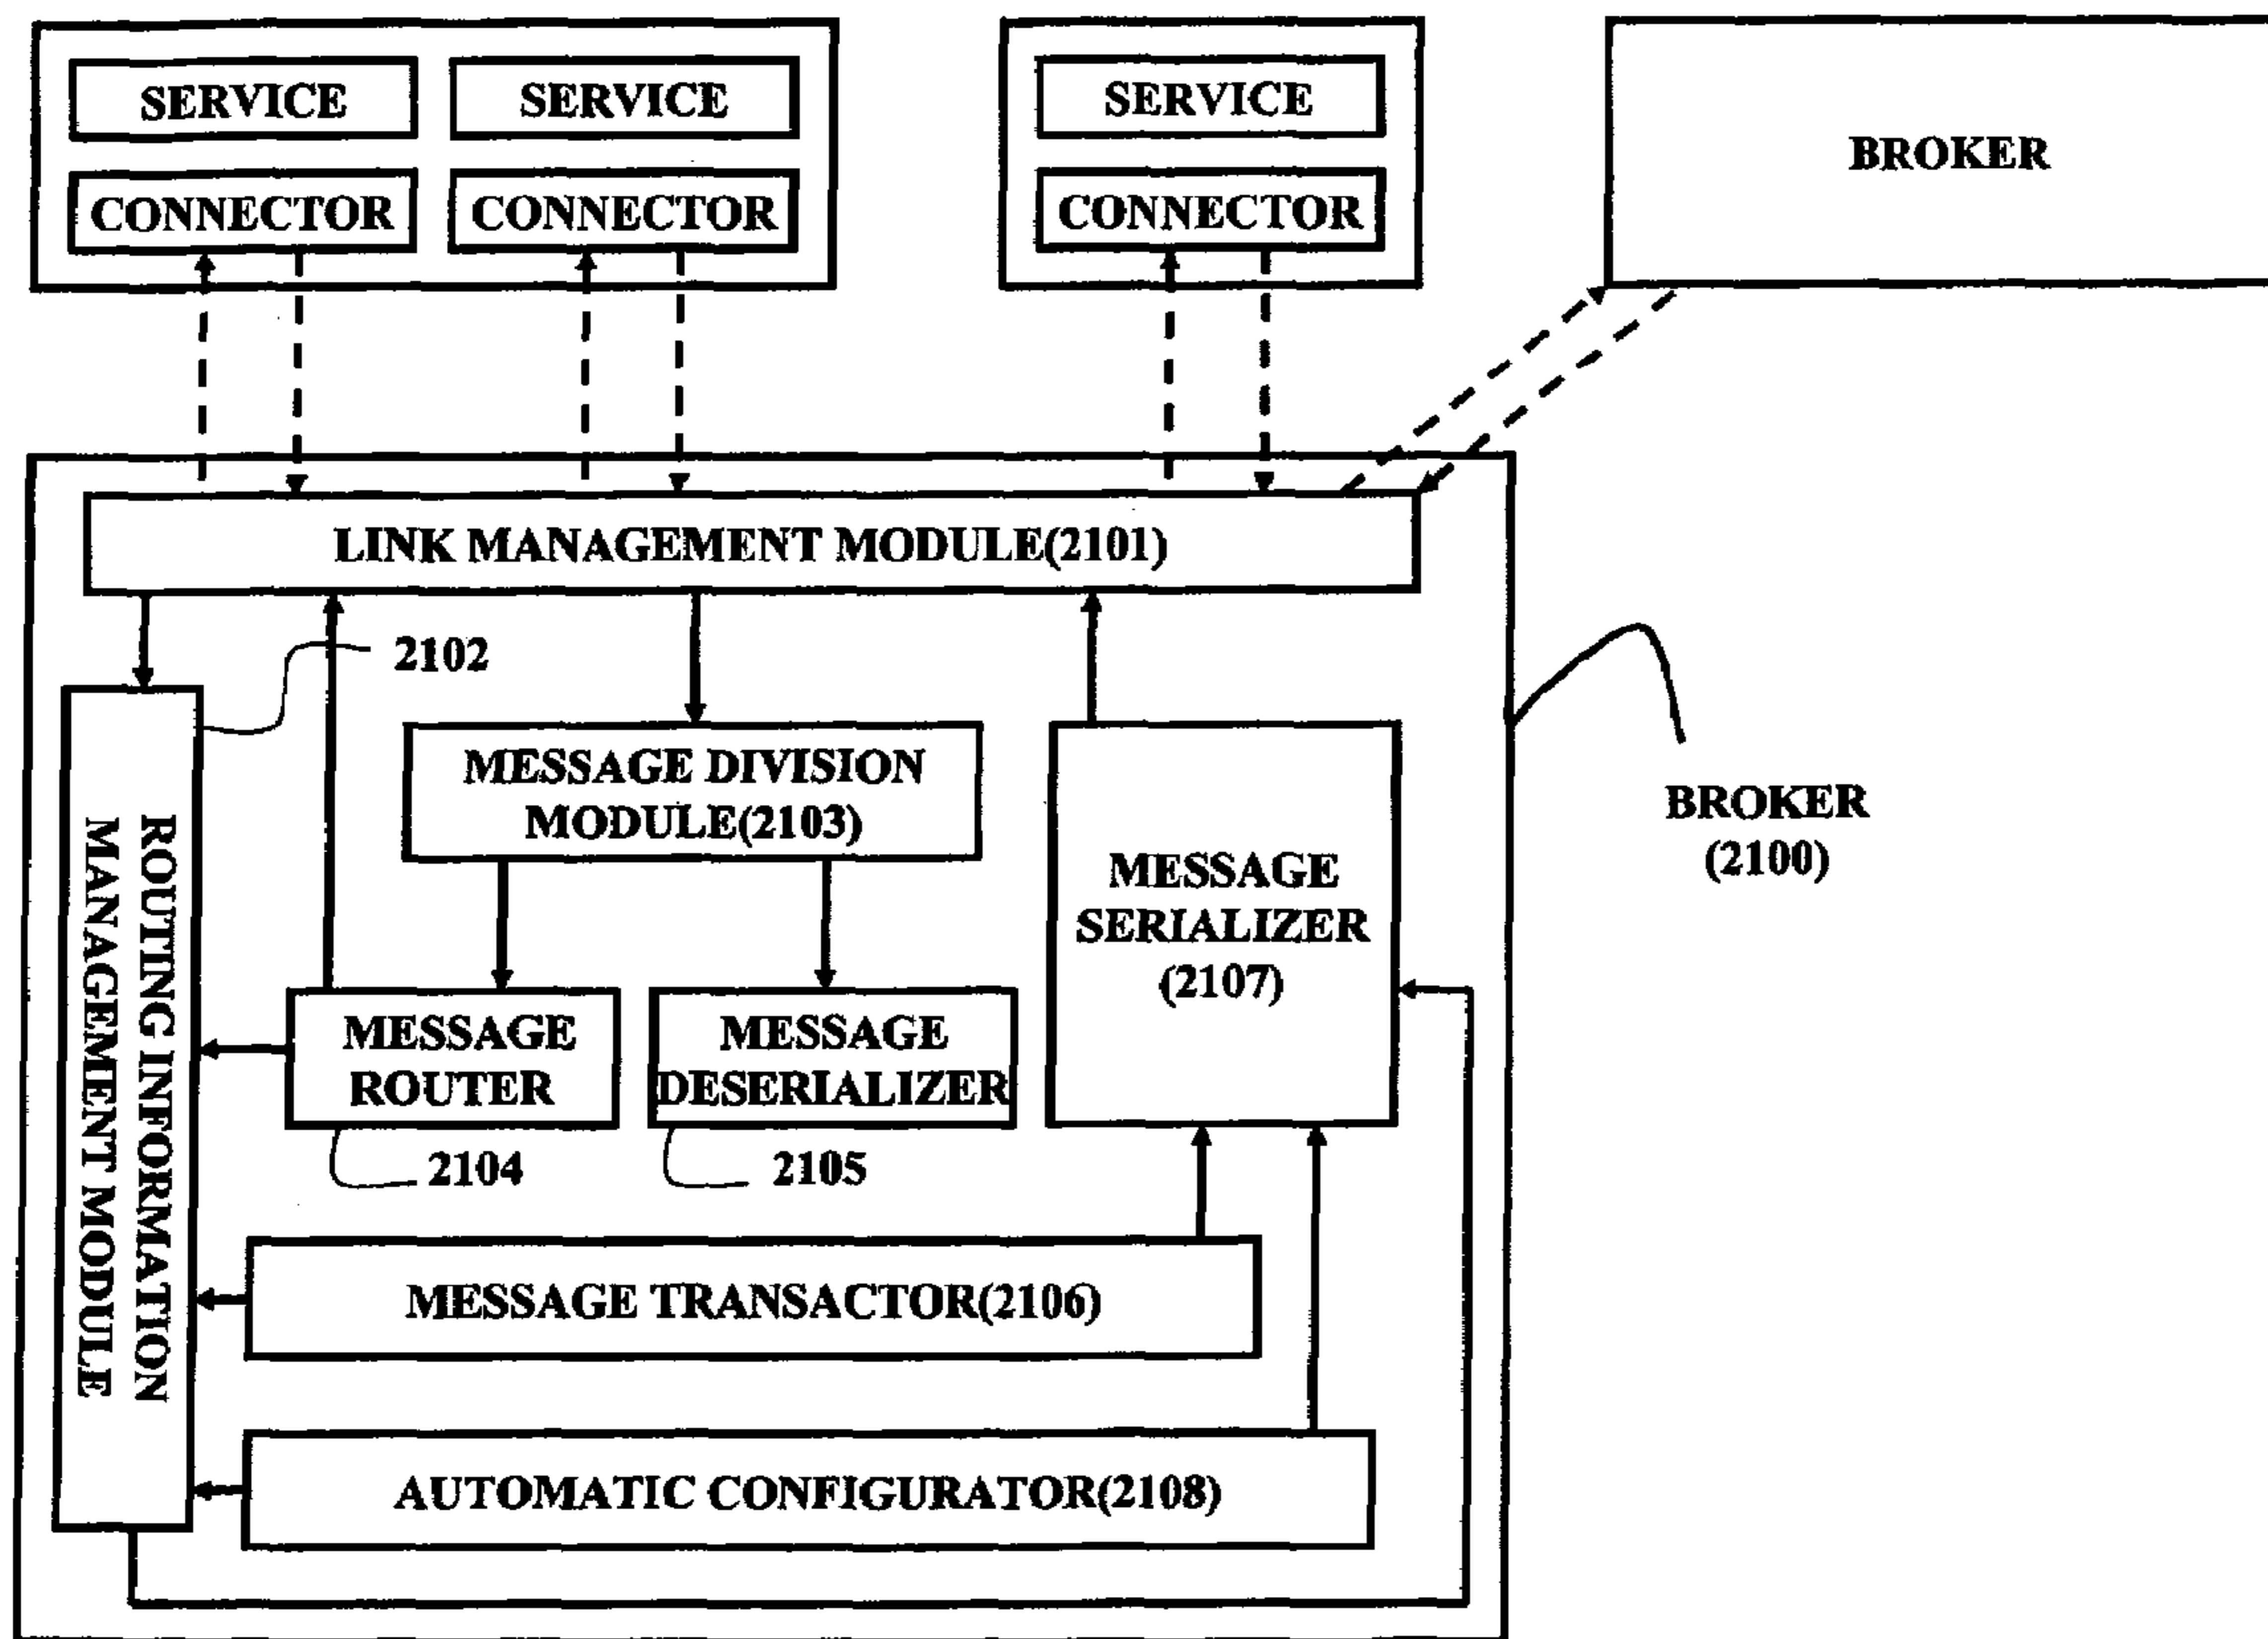 SERVICE
SERVICE
SERVICE
BROKER
CONNECTOR
CONNECTOR
CONNECTOR
LINK MANAGEMENT MODULE(2101)
2102
MESSAGE DIVISION
MODULE(2103)
BROKER
(2100)
MESSAGE
SERIALIZER
(2107)
ROUTING INFORMATION
MANAGEMENT MODULE
MESSAGE
ROUTER
MESSAGE
DESERIALIZER
2104
2105
MESSAGE TRANSACTOR(2106)
AUTOMATIC CONFIGURATOR(2108)